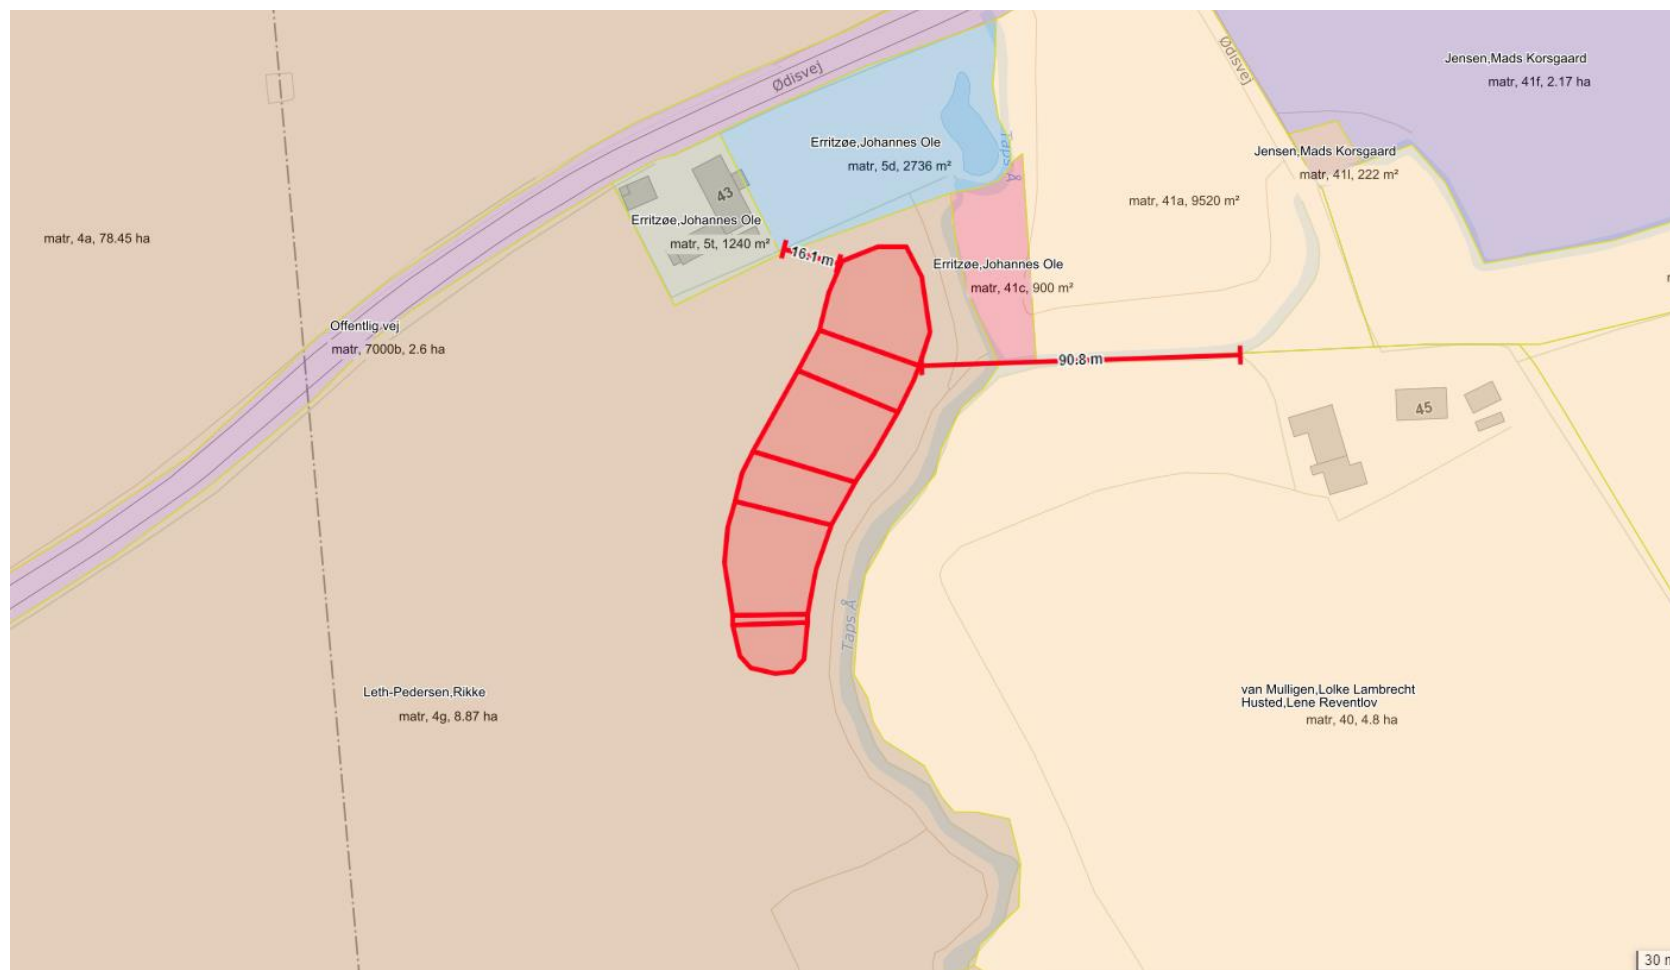 Ødisvej
Ødisvej
Jensen,Mads Korsgaard
matr, 41f, 2.17 ha
Erritzøe,Johannes Ole
matr, 5d, 2736 m²
Taps Å
Jensen,Mads Korsgaard
matr, 41l, 222 m²
43
matr, 41a, 9520 m²
Erritzøe,Johannes Ole
matr, 5t, 1240 m²
matr, 4a, 78.45 ha
16.1 m
Erritzøe,Johannes Ole
matr, 41c, 900 m²
Offentlig vej
matr, 7000b, 2.6 ha
90.8 m
45
Taps Å
Leth-Pedersen,Rikke
matr, 4g, 8.87 ha
van Mulligen,Lolke Lambrecht
Husted,Lene Reventlov
matr, 40, 4.8 ha
30